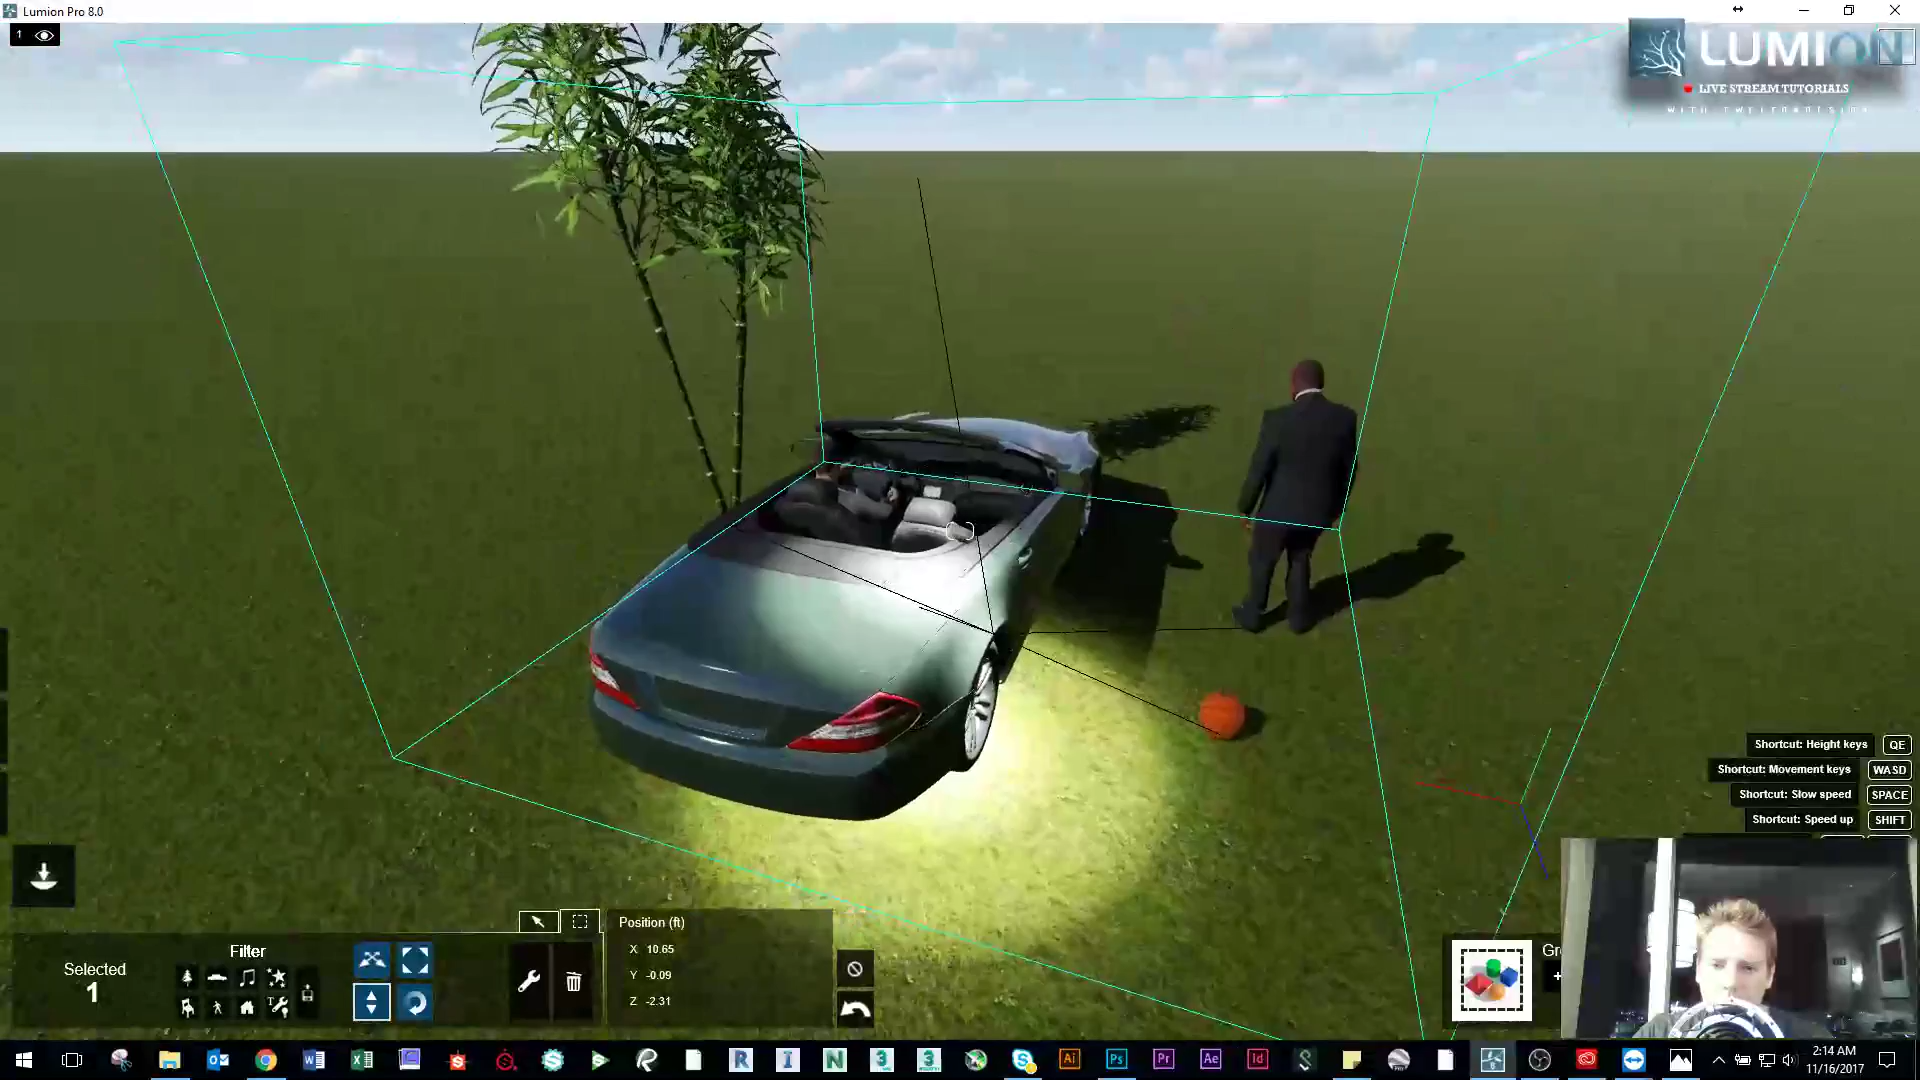 Lumion Pro 8.0
1
LUMION
LIVE STREAM TUTORIALS
Shortcut: Height keys QE
Shortcut: Movement keys WASD
Shortcut: Slow speed SPACE
Shortcut: Speed up SHIFT
Position (ft)
X 10.65
Y -0.09
Z -2.31
Filter
Selected
1
2:14 AM
11/16/2017